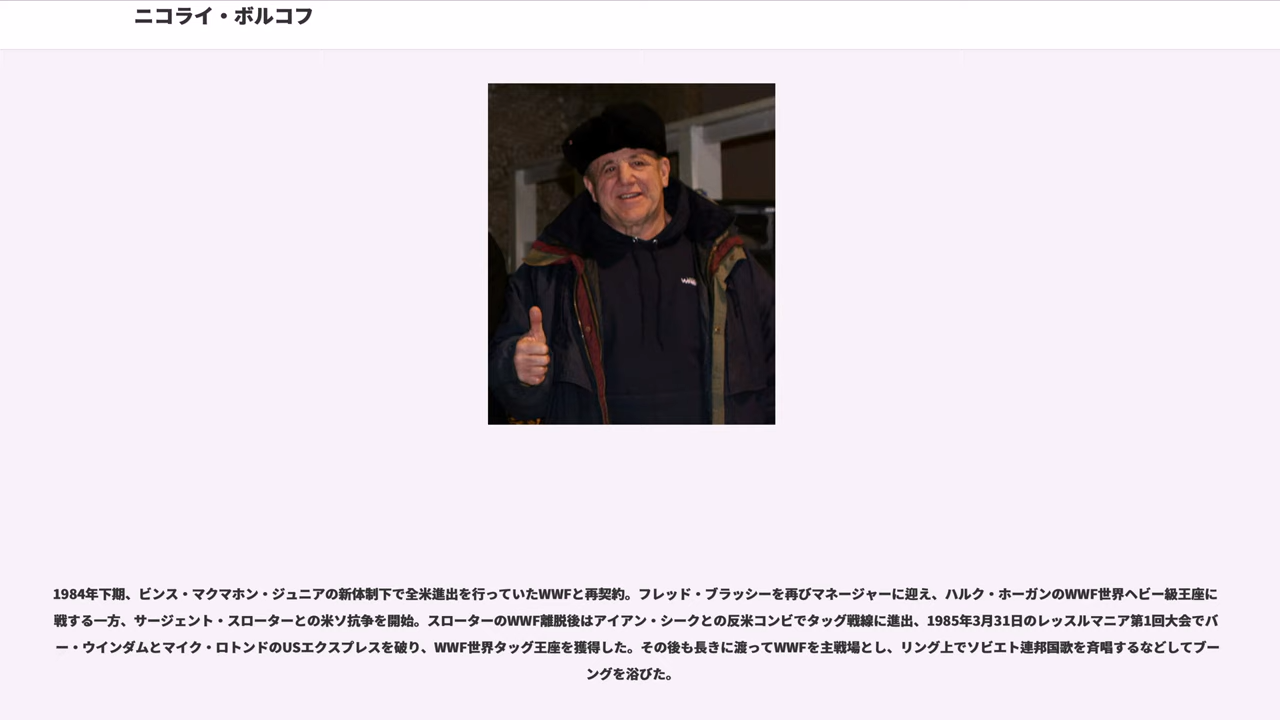 ニコライ・ボルコフ
1984年下期、ビンス・マクマホン・ジュニアの新体制下で全米進出を行っていたWWFと再契約。フレッド・ブラッシーを再びマネージャーに迎え、ハルク・ホーガンのWWF世界ヘビー級王座に
戦する一方、サージェント・スローターとの米ソ抗争を開始。スローターのWWF離脱後はアイアン・シークとの反米コンビでタッグ戦線に進出、1985年3月31日のレッスルマニア第1回大会でバ
ー・ウインダムとマイク・ロトンドのUSエクスプレスを破り、WWF世界タッグ王座を獲得した。その後も長きに渡ってWWFを主戦場とし、リング上でソビエト連邦国歌を斉唱するなどしてブー
ングを浴びた。